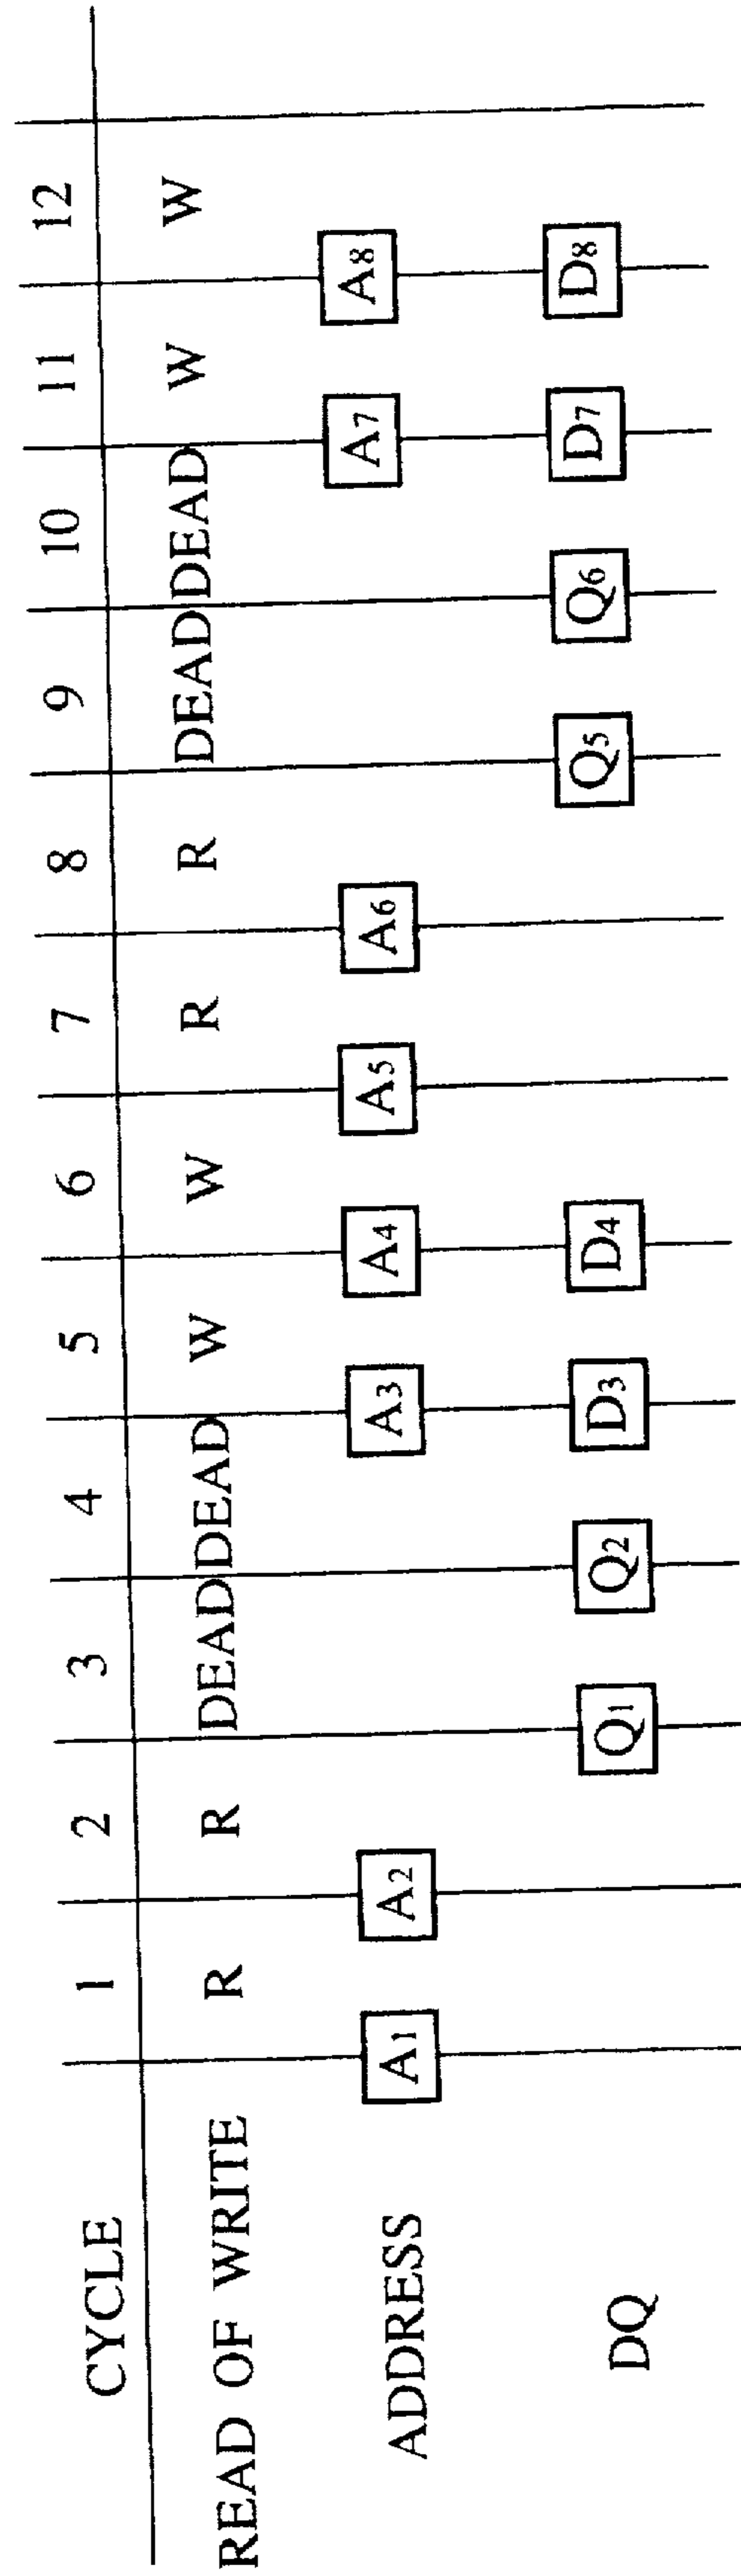 CYCLE 1 2 3 4 5 6 7 8 9 10 11 12
READ OF WRITE R R DEAD DEAD W W R R DEAD DEAD W W
ADDRESS A1 A2 A3 A4 A5 A6 A7 A8
DQ Q1 Q2 D3 D4 Q5 Q6 D7 D8